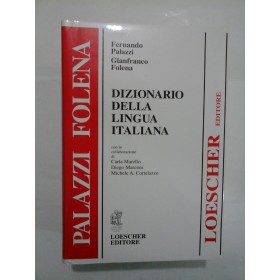 PALAZZI FOLENA
Fernando
Palazzi
Gianfranco
Folena
DIZIONARIO
DELLA
LINGUA
ITALIANA
con la
collaborazione
di
Carla Marello
Diego Marconi
Michele A. Cortelazzo
LOESCHER
EDITORE
LOESCHER EDITORE